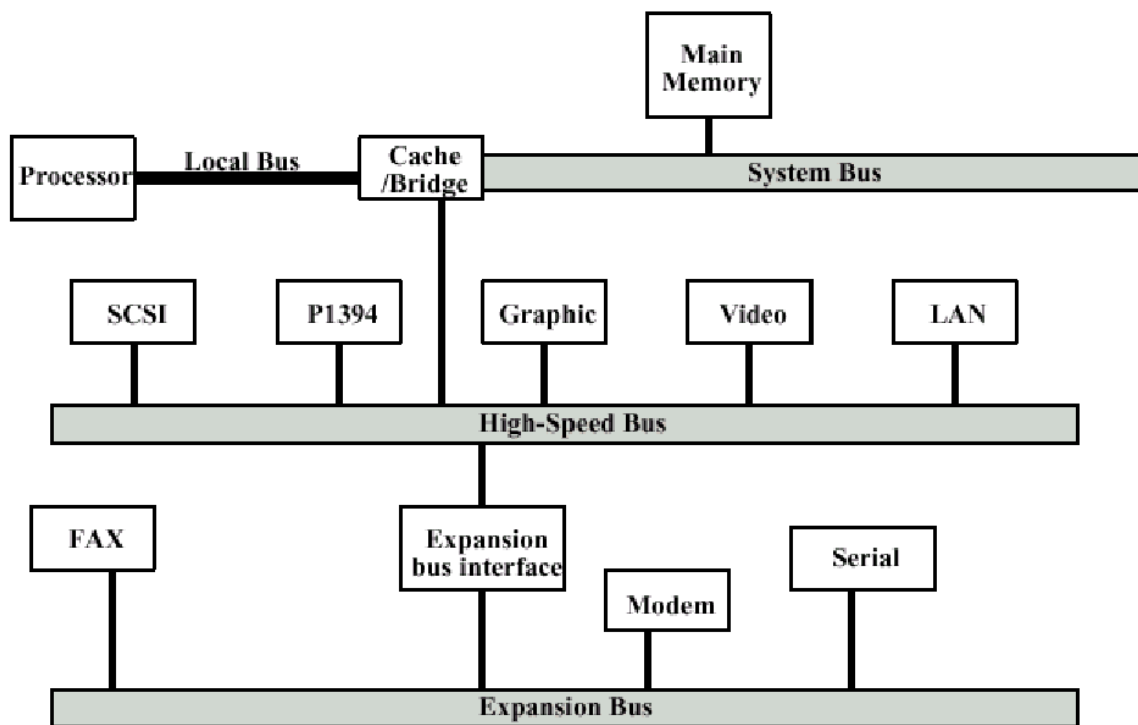 Main
Memory
Processor
Local Bus
Cache
/Bridge
System Bus
SCSI
P1394
Graphic
Video
LAN
High-Speed Bus
FAX
Expansion
bus interface
Modem
Serial
Expansion Bus